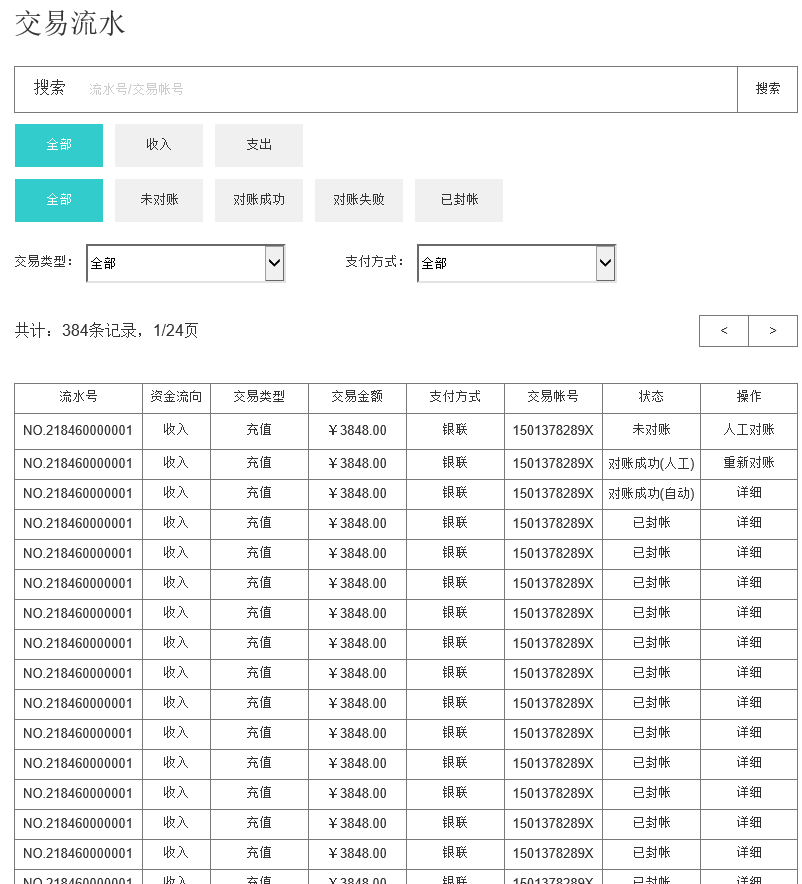 交易流水
搜索 流水号/交易帐号 搜索
全部 收入 支出
全部 未对账 对账成功 对账失败 已封帐
交易类型： 全部 支付方式： 全部
共计：384条记录，1/24页 < >
流水号 资金流向 交易类型 交易金额 支付方式 交易帐号 状态 操作
NO.218460000001 收入 充值 ￥3848.00 银联 1501378289X 未对账 人工对账
NO.218460000001 收入 充值 ￥3848.00 银联 1501378289X 对账成功(人工) 重新对账
NO.218460000001 收入 充值 ￥3848.00 银联 1501378289X 对账成功(自动) 详细
NO.218460000001 收入 充值 ￥3848.00 银联 1501378289X 已封帐 详细
NO.218460000001 收入 充值 ￥3848.00 银联 1501378289X 已封帐 详细
NO.218460000001 收入 充值 ￥3848.00 银联 1501378289X 已封帐 详细
NO.218460000001 收入 充值 ￥3848.00 银联 1501378289X 已封帐 详细
NO.218460000001 收入 充值 ￥3848.00 银联 1501378289X 已封帐 详细
NO.218460000001 收入 充值 ￥3848.00 银联 1501378289X 已封帐 详细
NO.218460000001 收入 充值 ￥3848.00 银联 1501378289X 已封帐 详细
NO.218460000001 收入 充值 ￥3848.00 银联 1501378289X 已封帐 详细
NO.218460000001 收入 充值 ￥3848.00 银联 1501378289X 已封帐 详细
NO.218460000001 收入 充值 ￥3848.00 银联 1501378289X 已封帐 详细
NO.218460000001 收入 充值 ￥3848.00 银联 1501378289X 已封帐 详细
NO.218460000001 收入 充值 ￥3848.00 银联 1501378289X 已封帐 详细
NO.218460000001 收入 充值 ￥3848.00 银联 1501378289X 已封帐 详细